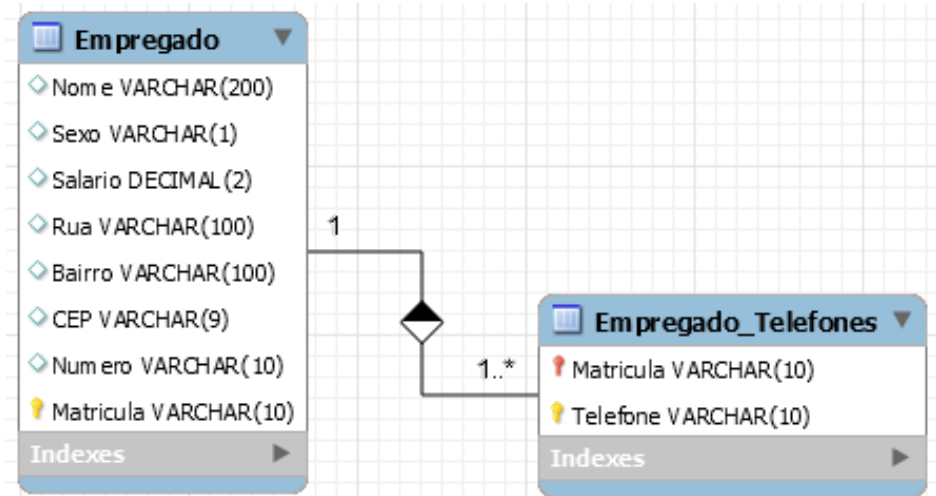 Empregado
Nome VARCHAR(200)
Sexo VARCHAR(1)
Salario DECIMAL(2)
Rua VARCHAR(100)
Bairro VARCHAR(100)
CEP VARCHAR(9)
Numero VARCHAR(10)
Matricula VARCHAR(10)
Indexes
1
1..*
Empregado_Telefones
Matricula VARCHAR(10)
Telefone VARCHAR(10)
Indexes